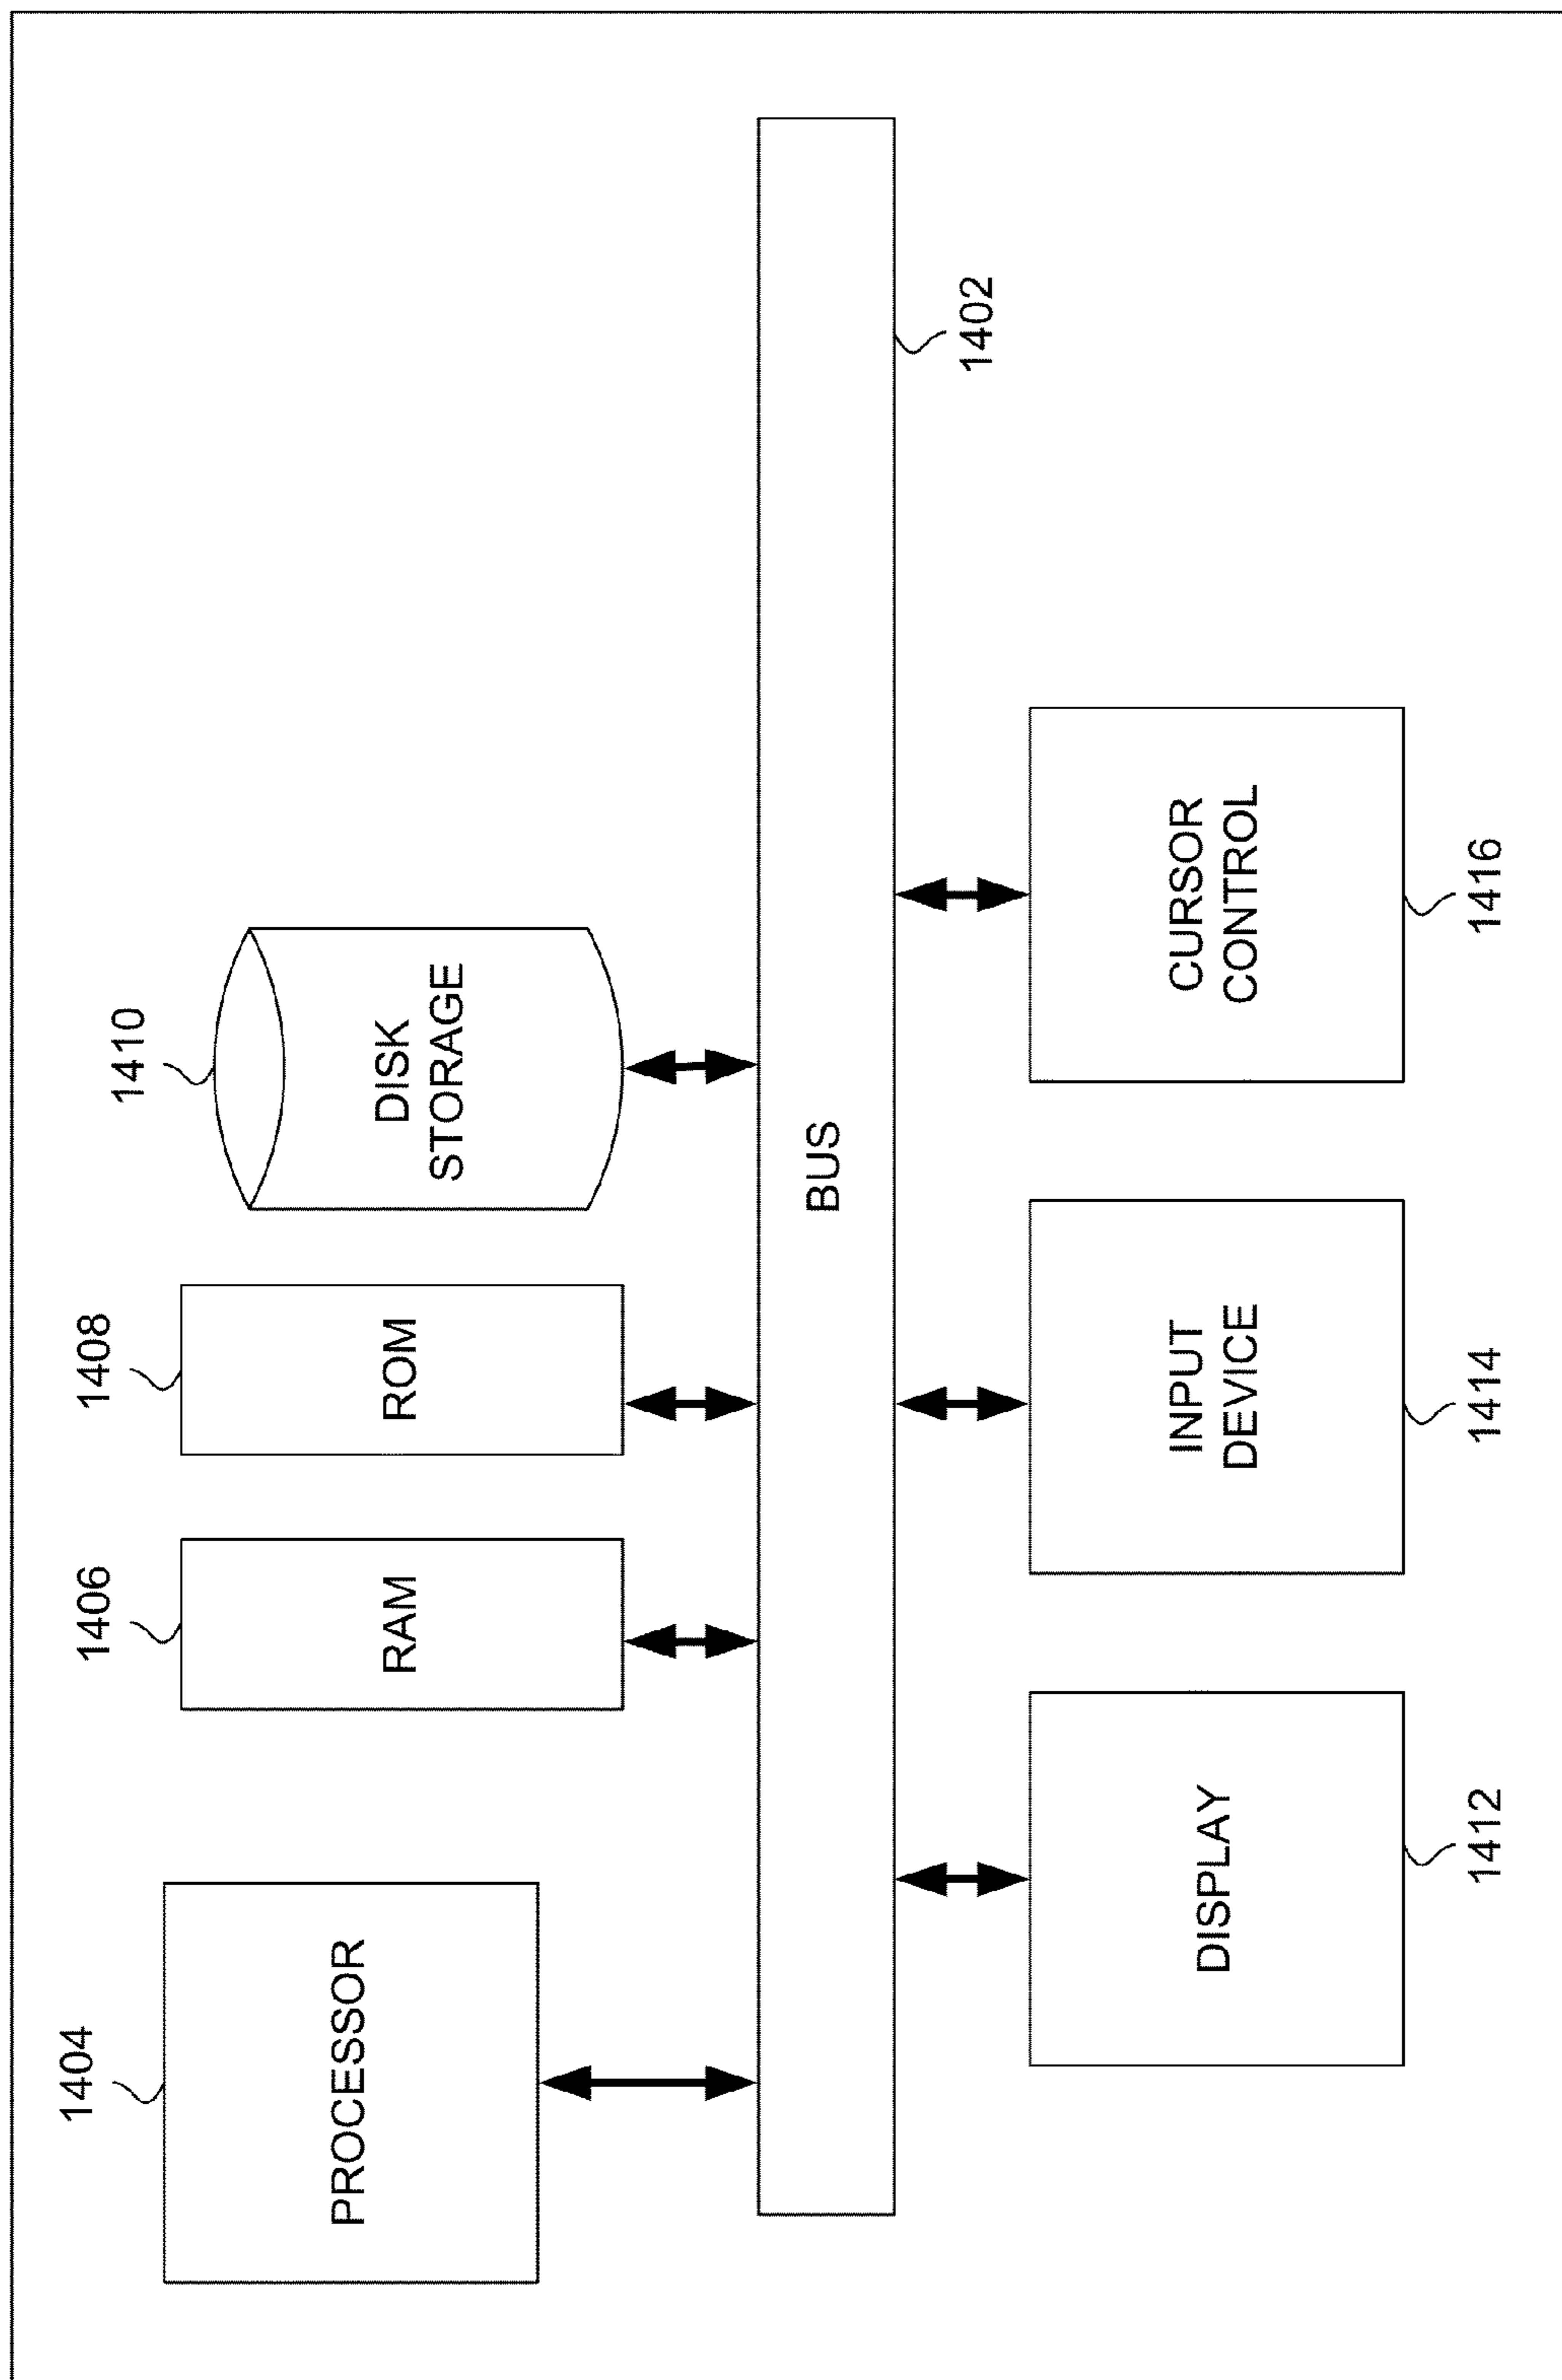 1404
PROCESSOR
1406
RAM
1408
ROM
1410
DISK
STORAGE
BUS
1402
DISPLAY
1412
INPUT
DEVICE
1414
CURSOR
CONTROL
1416